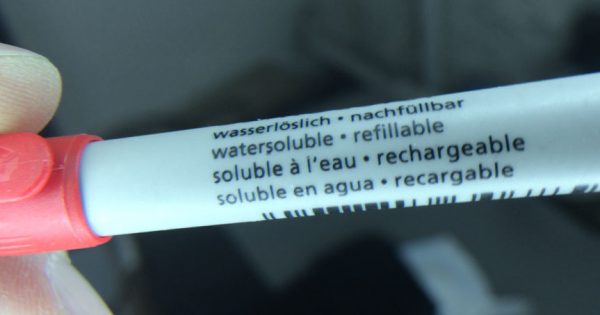 wasserlöslich • nachfüllbar
watersoluble • refillable
soluble à l'eau • rechargeable
soluble en agua • recargable